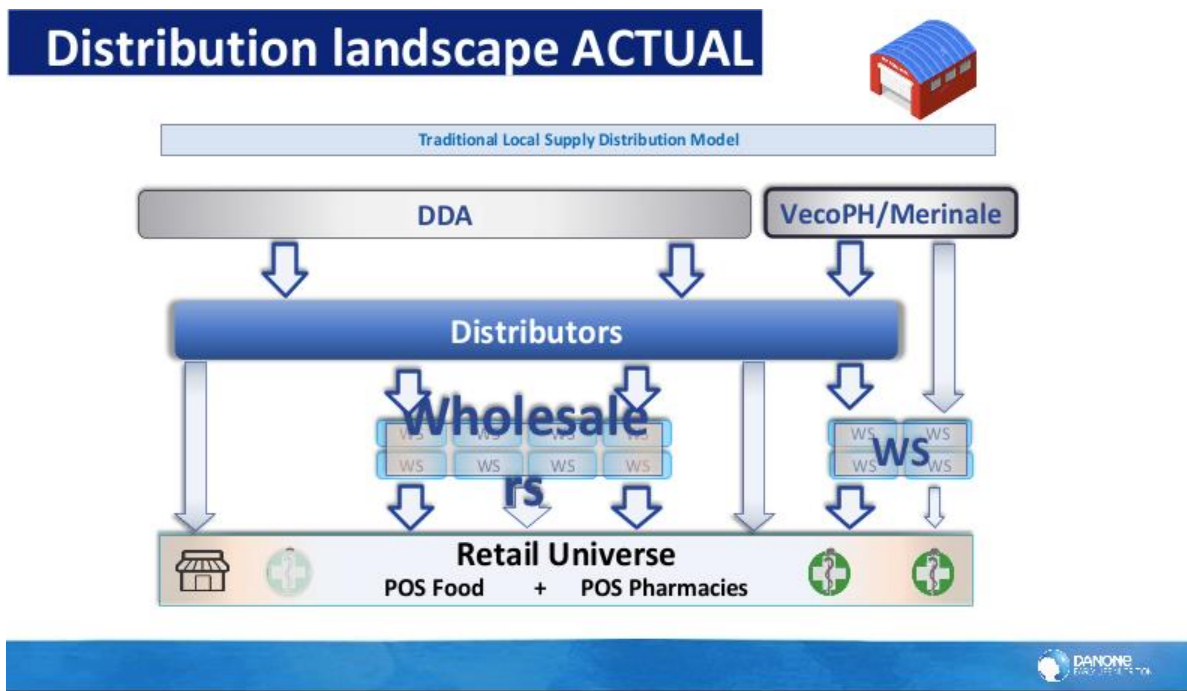 Distribution landscape ACTUAL
Traditional Local Supply Distribution Model
DDA
VecoPH/Merinale
Distributors
Wholesale
rs
WS WS WS WS
WS WS WS WS
WS
WS WS
WS WS
Retail Universe
POS Food + POS Pharmacies
DANONE